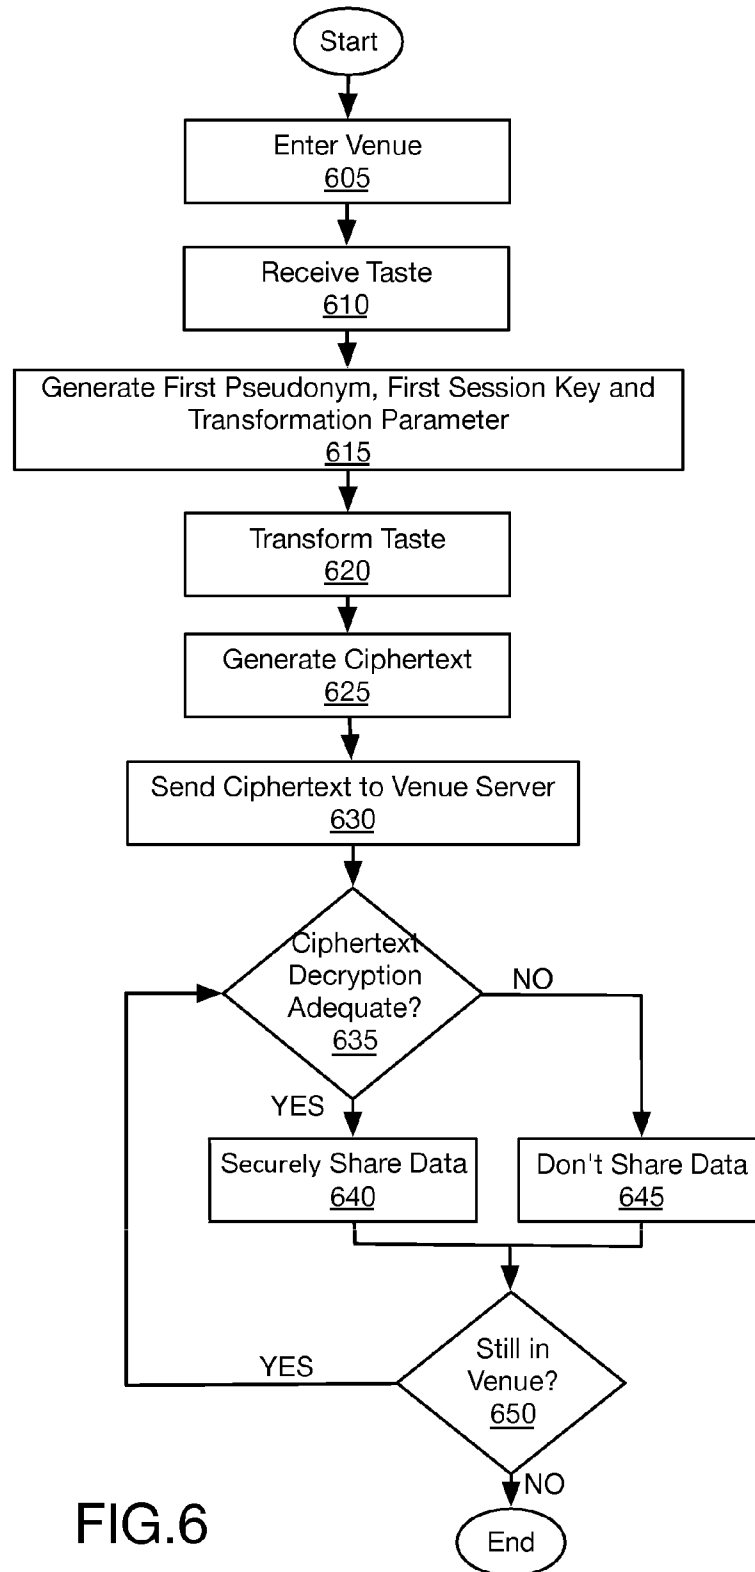 Start
Enter Venue
605
Receive Taste
610
Generate First Pseudonym, First Session Key and
Transformation Parameter
615
Transform Taste
620
Generate Ciphertext
625
Send Ciphertext to Venue Server
630
Ciphertext
Decryption
Adequate?
635
NO
YES
Securely Share Data
640
Don't Share Data
645
Still in
Venue?
650
YES
NO
End
FIG.6